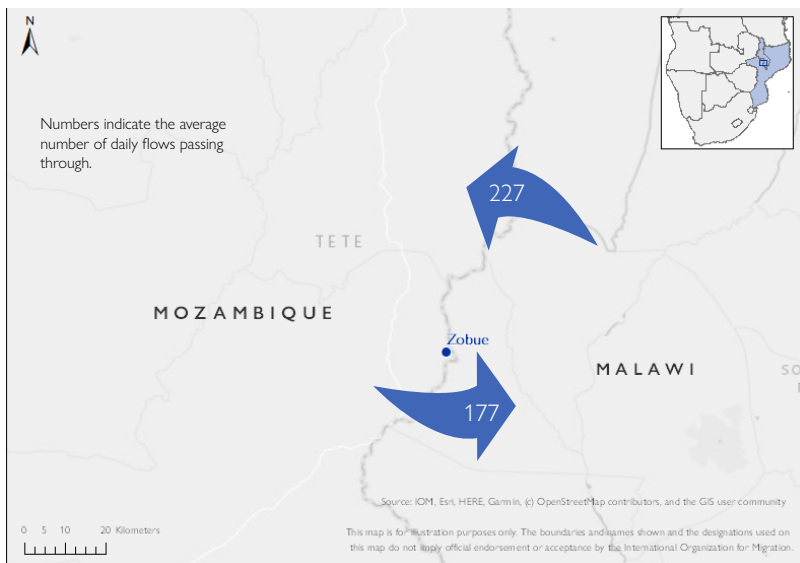 N
Numbers indicate the average
number of daily flows passing
through.
227
TETE
MOZAMBIQUE
Zobue
MALAWI
SO
177
Source: IOM, Esri, HERE, Garmin, (c) OpenStreetMap contributors, and the GIS user community
0 5 10 20 Kilometers
This map is for illustration purposes only. The boundaries and names shown and the designations used on
this map do not imply official endorsement or acceptance by the International Organization for Migration.